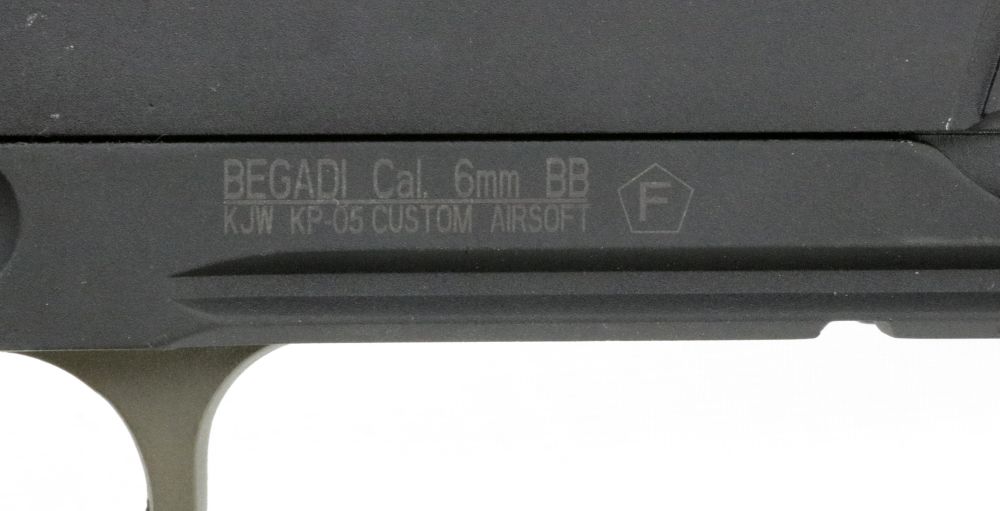 BEGADI Cal. 6mm BB
KJW KP-05 CUSTOM AIRSOFT
F